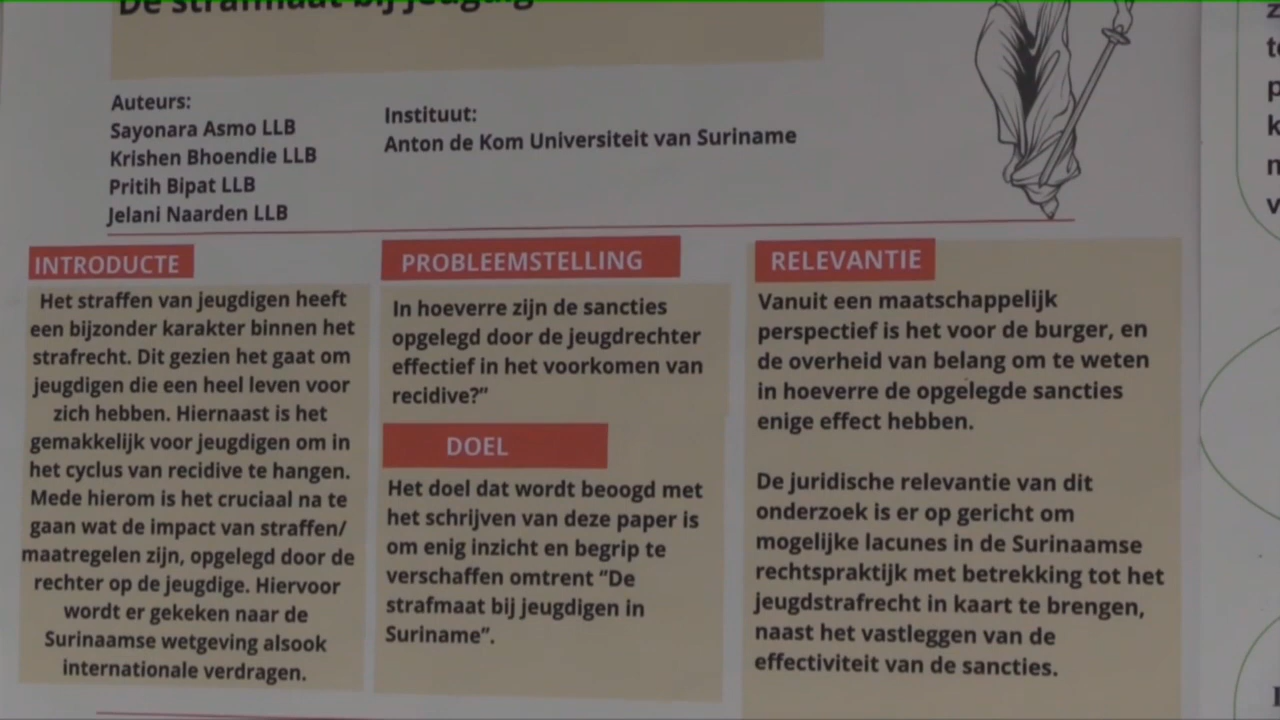 De strafmaat bij jeugdig
Auteurs:
Sayonara Asmo LLB
Krishen Bhoendie LLB
Pritih Bipat LLB
Jelani Naarden LLB
Instituut:
Anton de Kom Universiteit van Suriname
INTRODUCTE
Het straffen van jeugdigen heeft
een bijzonder karakter binnen het
strafrecht. Dit gezien het gaat om
jeugdigen die een heel leven voor
zich hebben. Hiernaast is het
gemakkelijk voor jeugdigen om in
het cyclus van recidive te hangen.
Mede hierom is het cruciaal na te
gaan wat de impact van straffen/
maatregelen zijn, opgelegd door de
rechter op de jeugdige. Hiervoor
wordt er gekeken naar de
Surinaamse wetgeving alsook
internationale verdragen.
PROBLEEMSTELLING
In hoeverre zijn de sancties
opgelegd door de jeugdrechter
effectief in het voorkomen van
recidive?”
DOEL
Het doel dat wordt beoogd met
het schrijven van deze paper is
om enig inzicht en begrip te
verschaffen omtrent “De
strafmaat bij jeugdigen in
Suriname”.
RELEVANTIE
Vanuit een maatschappelijk
perspectief is het voor de burger, en
de overheid van belang om te weten
in hoeverre de opgelegde sancties
enige effect hebben.
De juridische relevantie van dit
onderzoek is er op gericht om
mogelijke lacunes in de Surinaamse
rechtspraktijk met betrekking tot het
jeugdstrafrecht in kaart te brengen,
naast het vastleggen van de
effectiviteit van de sancties.